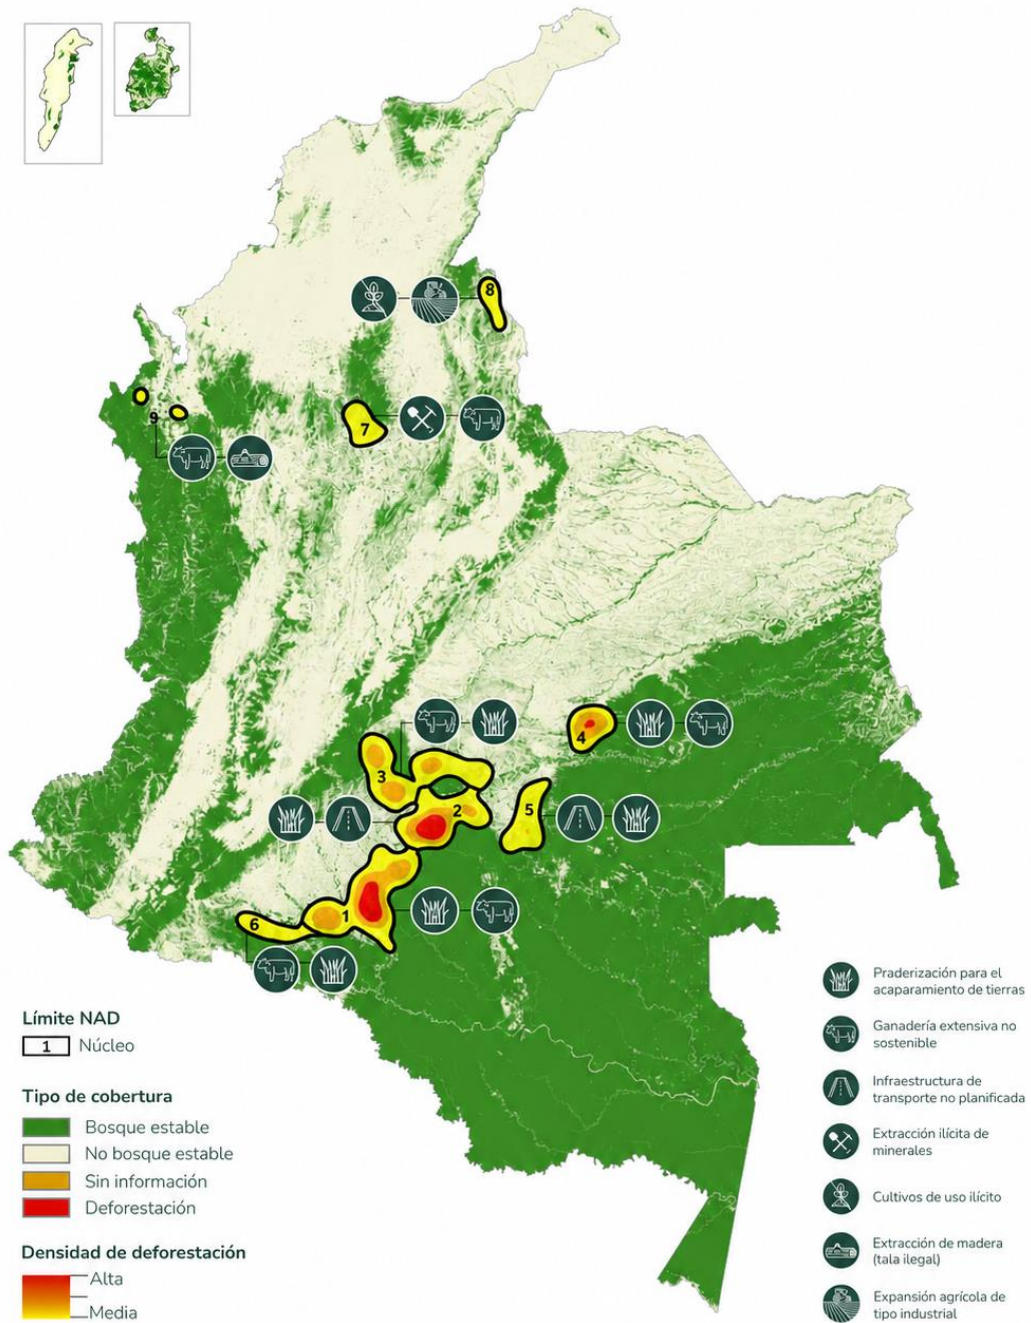 8
7
9
4
3
2
5
1
6
Límite NAD
1 Núcleo
Tipo de cobertura
Bosque estable
No bosque estable
Sin información
Deforestación
Densidad de deforestación
Alta
Media
Praderización para el
acaparamiento de tierras
Ganadería extensiva no
sostenible
Infraestructura de
transporte no planificada
Extracción ilícita de
minerales
Cultivos de uso ilícito
Extracción de madera
(tala ilegal)
Expansión agrícola de
tipo industrial